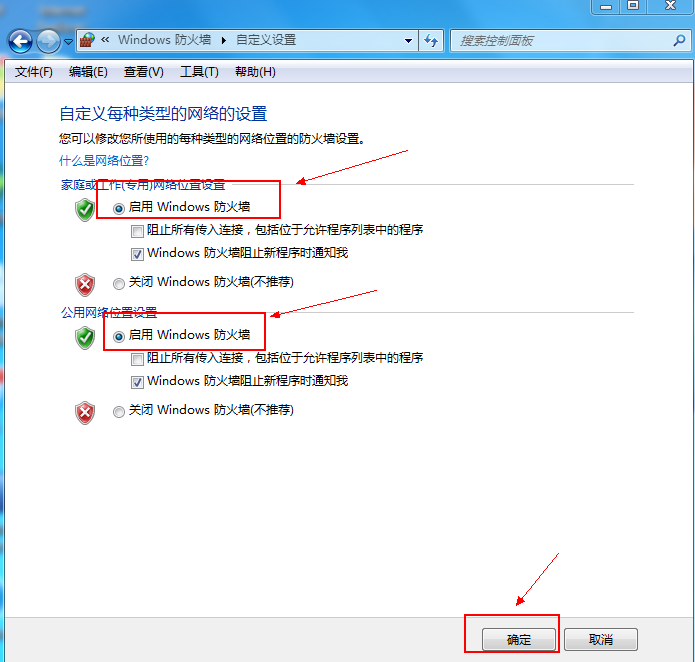 « Windows 防火墙 ▸ 自定义设置
搜索控制面板
文件(F) 编辑(E) 查看(V) 工具(T) 帮助(H)
自定义每种类型的网络的设置
您可以修改您所使用的每种类型的网络位置的防火墙设置。
什么是网络位置?
家庭或工作(专用)网络位置设置
启用 Windows 防火墙
阻止所有传入连接，包括位于允许程序列表中的程序
Windows 防火墙阻止新程序时通知我
关闭 Windows 防火墙(不推荐)
公用网络位置设置
启用 Windows 防火墙
阻止所有传入连接，包括位于允许程序列表中的程序
Windows 防火墙阻止新程序时通知我
关闭 Windows 防火墙(不推荐)
确定 取消